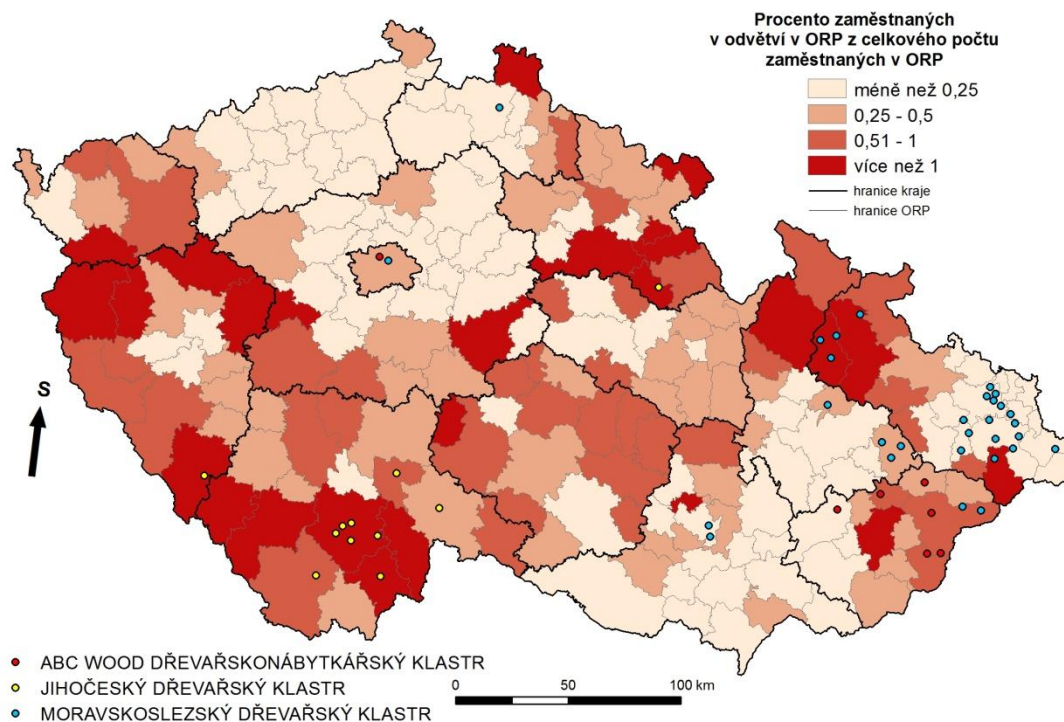 Procento zaměstnaných
v odvětví v ORP z celkového počtu
zaměstnaných v ORP
méně než 0,25
0,25 - 0,5
0,51 - 1
více než 1
hranice kraje
hranice ORP
S
ABC WOOD DŘEVAŘSKONÁBYTKÁŘSKÝ KLASTR
JIHOČESKÝ DŘEVAŘSKÝ KLASTR
MORAVSKOSLEZSKÝ DŘEVAŘSKÝ KLASTR
0 50 100 km